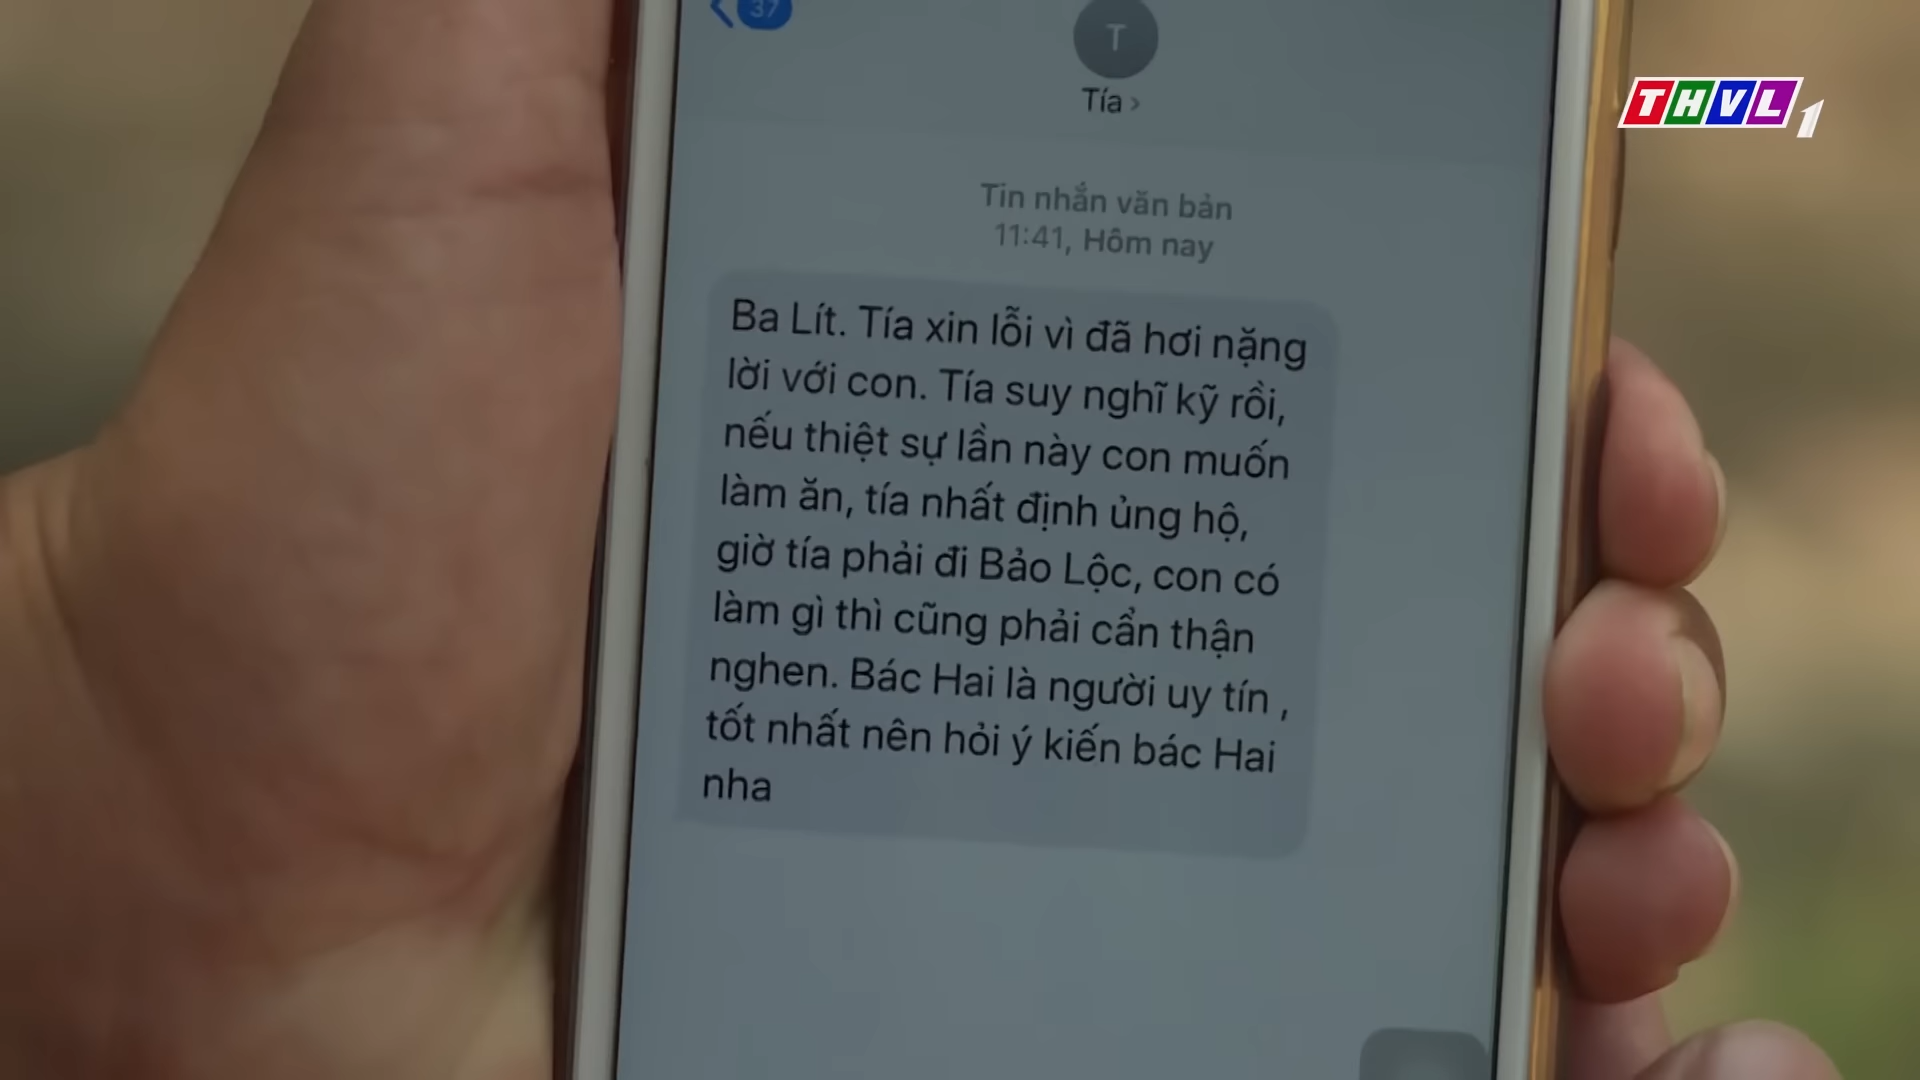 37
T
Tía ›
THVL1
Tin nhắn văn bản
11:41, Hôm nay
Ba Lít. Tía xin lỗi vì đã hơi nặng
lời với con. Tía suy nghĩ kỹ rồi,
nếu thiệt sự lần này con muốn
làm ăn, tía nhất định ủng hộ,
giờ tía phải đi Bảo Lộc, con có
làm gì thì cũng phải cẩn thận
nghen. Bác Hai là người uy tín ,
tốt nhất nên hỏi ý kiến bác Hai
nha